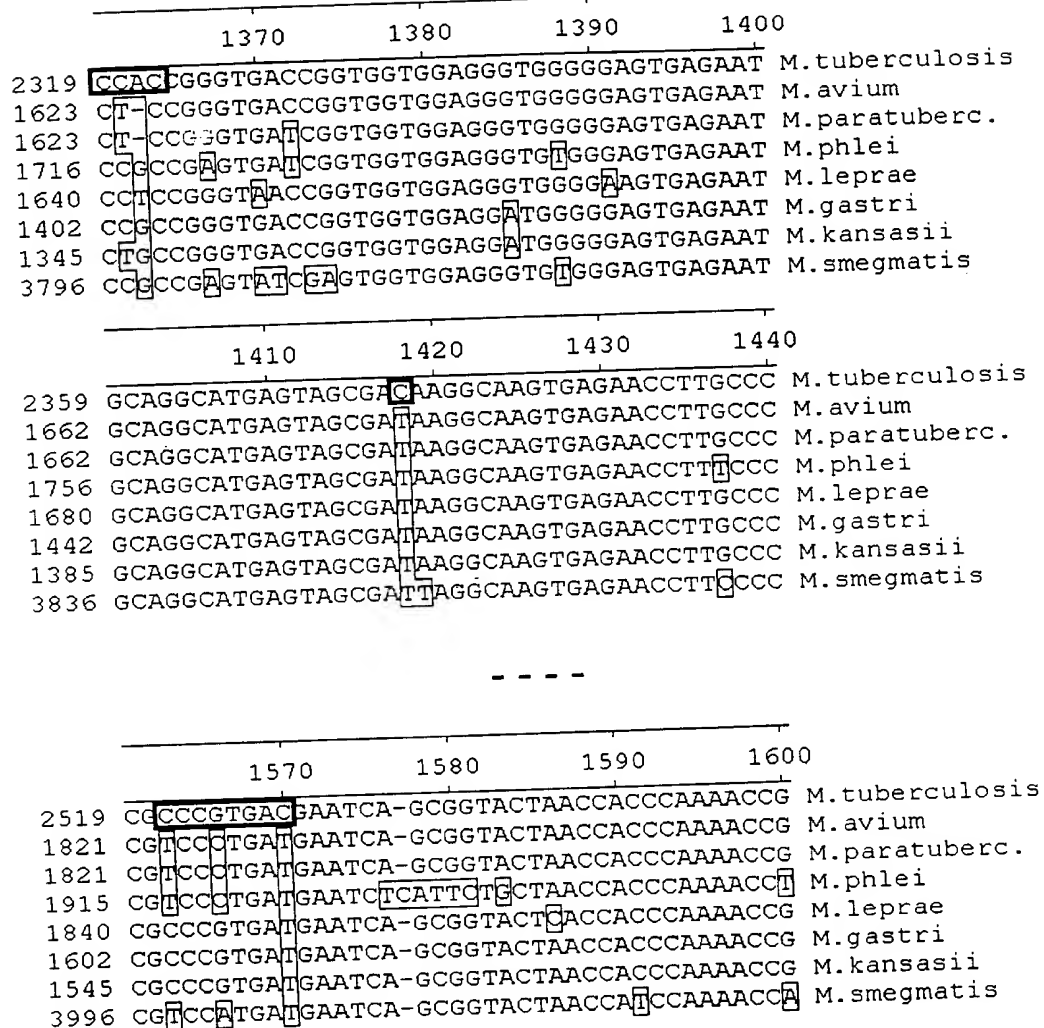 1370 1380 1390 1400
2319 CCACCGGGTGACCGGTGGTGGAGGGTGGGGGAGTGAGAAT M.tuberculosis
1623 CT-CCGGGTGACCGGTGGTGGAGGGTGGGGGAGTGAGAAT M.avium
1623 CT-CCGGGTGATCGGTGGTGGAGGGTGGGGGAGTGAGAAT M.paratuberc.
1716 CCGCCGAGTGATCGGTGGTGGAGGGTGTGGGAGTGAGAAT M.phlei
1640 CCTCCGGGTAACCGGTGGTGGAGGGTGGGGAAGTGAGAAT M.leprae
1402 CCGCCGGGTGACCGGTGGTGGAGGATGGGGGAGTGAGAAT M.gastri
1345 CTGCCGGGTGACCGGTGGTGGAGGATGGGGGAGTGAGAAT M.kansasii
3796 CCGCCGAGTATCGAGTGGTGGAGGGTGTGGGAGTGAGAAT M.smegmatis
1410 1420 1430 1440
2359 GCAGGCATGAGTAGCGACAAGGCAAGTGAGAACCTTGCCC M.tuberculosis
1662 GCAGGCATGAGTAGCGATAAGGCAAGTGAGAACCTTGCCC M.avium
1662 GCAGGCATGAGTAGCGATAAGGCAAGTGAGAACCTTGCCC M.paratuberc.
1756 GCAGGCATGAGTAGCGATAAGGCAAGTGAGAACCTTTCCC M.phlei
1680 GCAGGCATGAGTAGCGATAAGGCAAGTGAGAACCTTGCCC M.leprae
1442 GCAGGCATGAGTAGCGATAAGGCAAGTGAGAACCTTGCCC M.gastri
1385 GCAGGCATGAGTAGCGATAAGGCAAGTGAGAACCTTGCCC M.kansasii
3836 GCAGGCATGAGTAGCGATTAGGCAAGTGAGAACCTTCCCC M.smegmatis
- - - -
1570 1580 1590 1600
2519 CGCCCGTGACGAATCA-GCGGTACTAACCACCCAAAACCG M.tuberculosis
1821 CGTCCCTGATGAATCA-GCGGTACTAACCACCCAAAACCG M.avium
1821 CGTCCCTGATGAATCA-GCGGTACTAACCACCCAAAACCG M.paratuberc.
1915 CGTCCCTGATGAATCTCATTCTGCTAACCACCCAAAACCT M.phlei
1840 CGCCCGTGATGAATCA-GCGGTACTCACCACCCAAAACCG M.leprae
1602 CGCCCGTGATGAATCA-GCGGTACTAACCACCCAAAACCG M.gastri
1545 CGCCCGTGATGAATCA-GCGGTACTAACCACCCAAAACCG M.kansasii
3996 CGTCCATGATGAATCA-GCGGTACTAACCATCCAAAACCA M.smegmatis